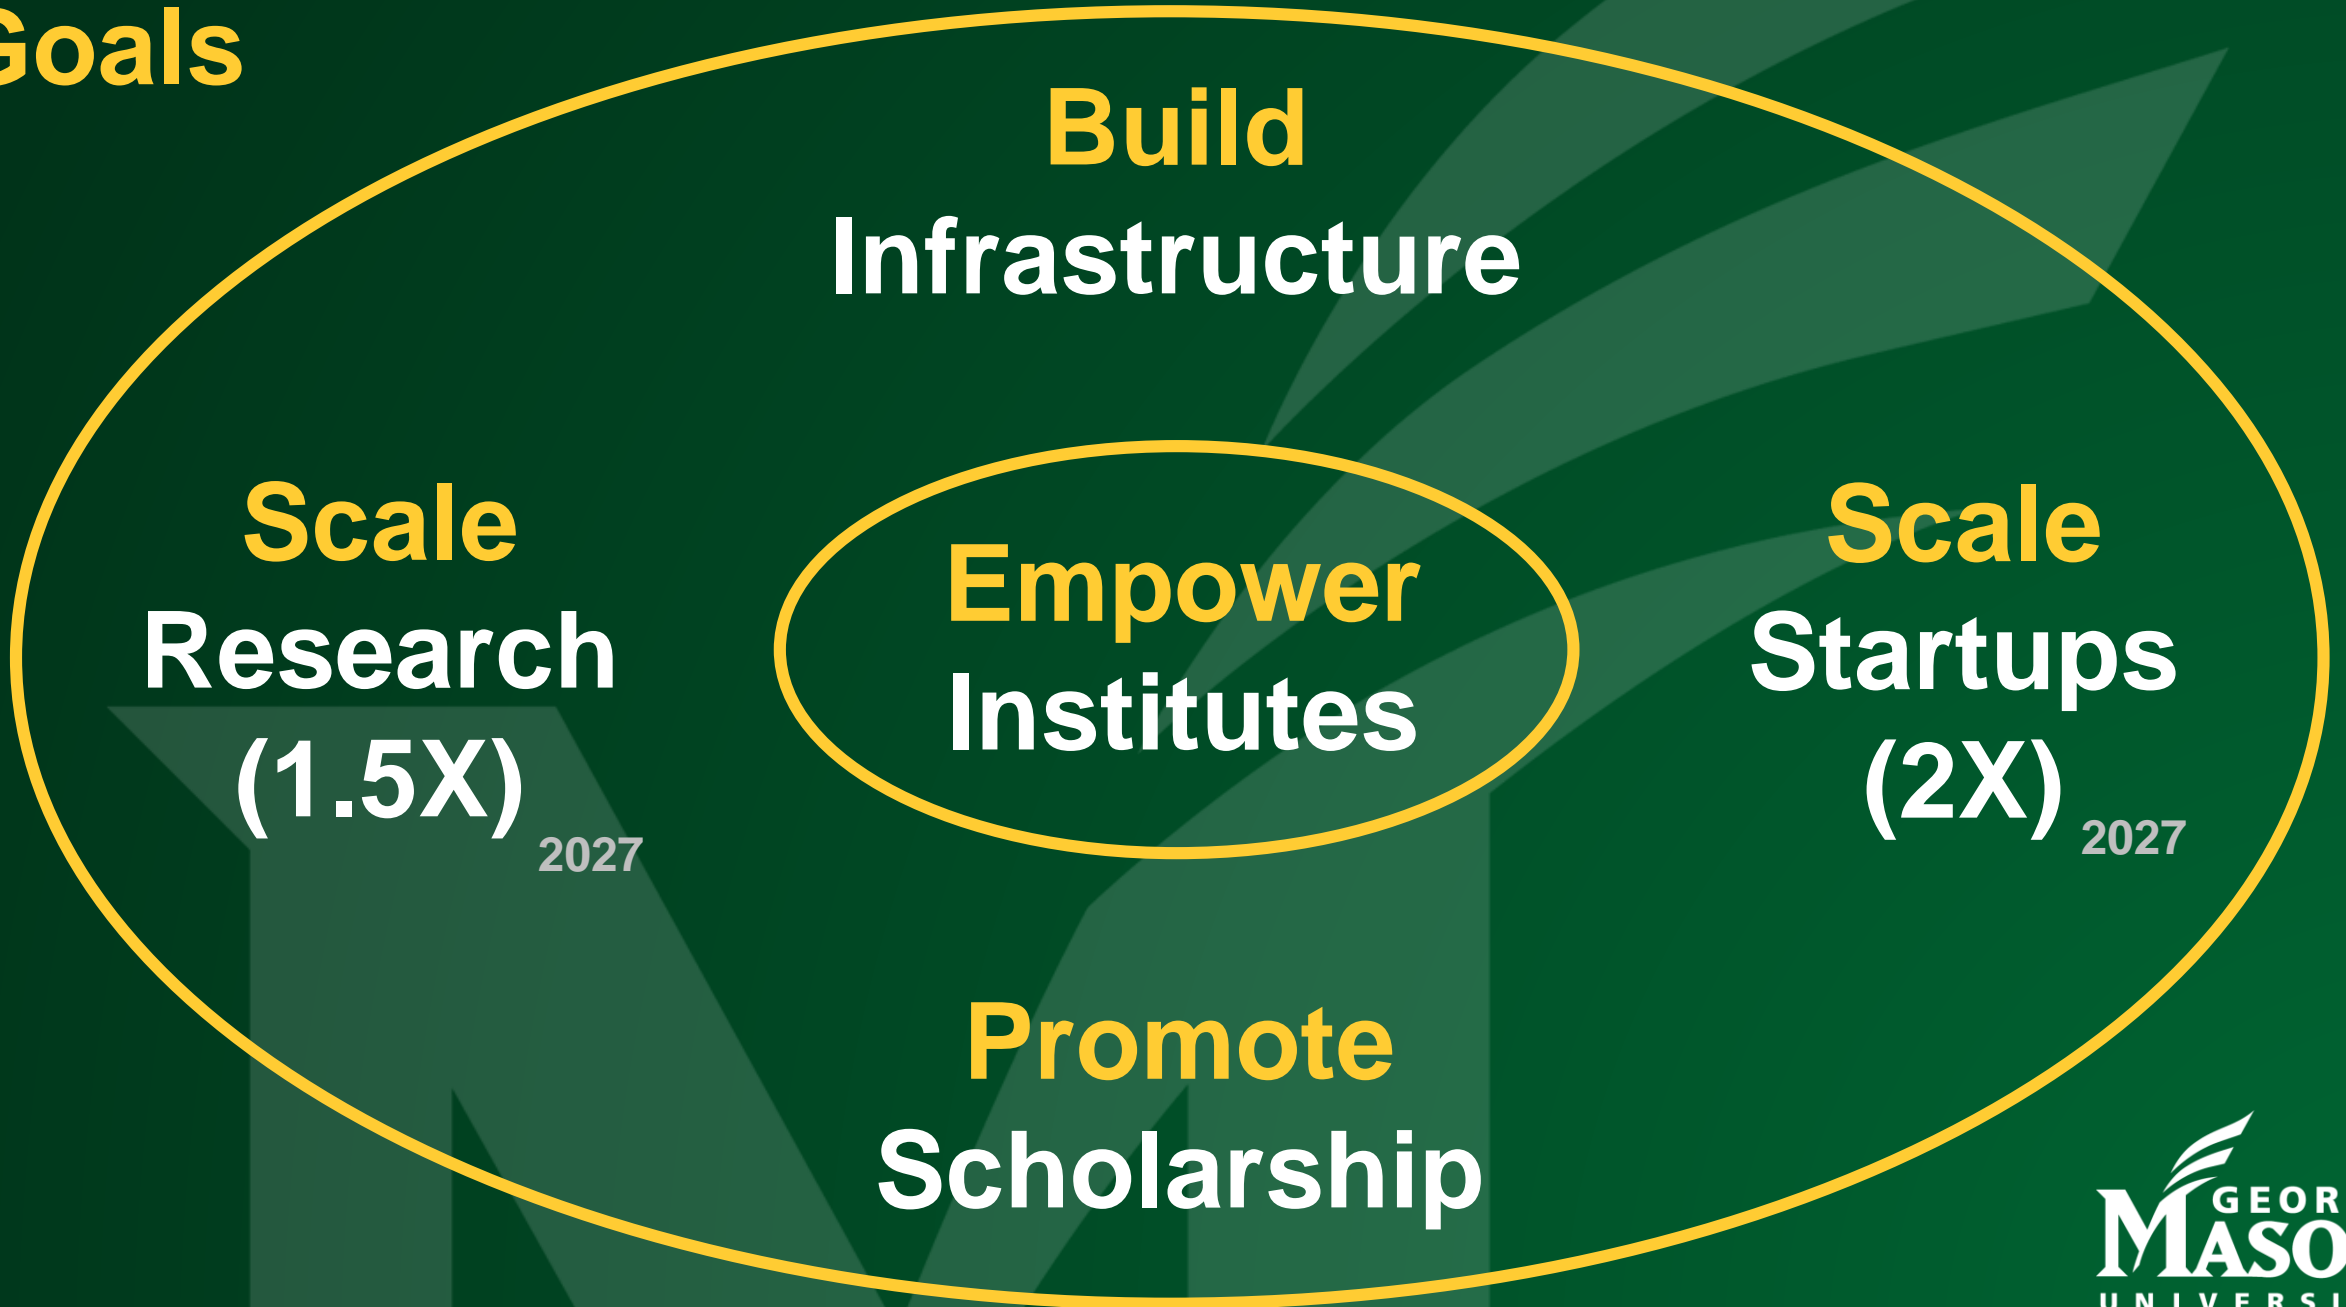 Goals
Build
Infrastructure
Scale
Research
(1.5X)
2027
Empower
Institutes
Scale
Startups
(2X)
2027
Promote
Scholarship
GEOR
MASO
UNIVERSI